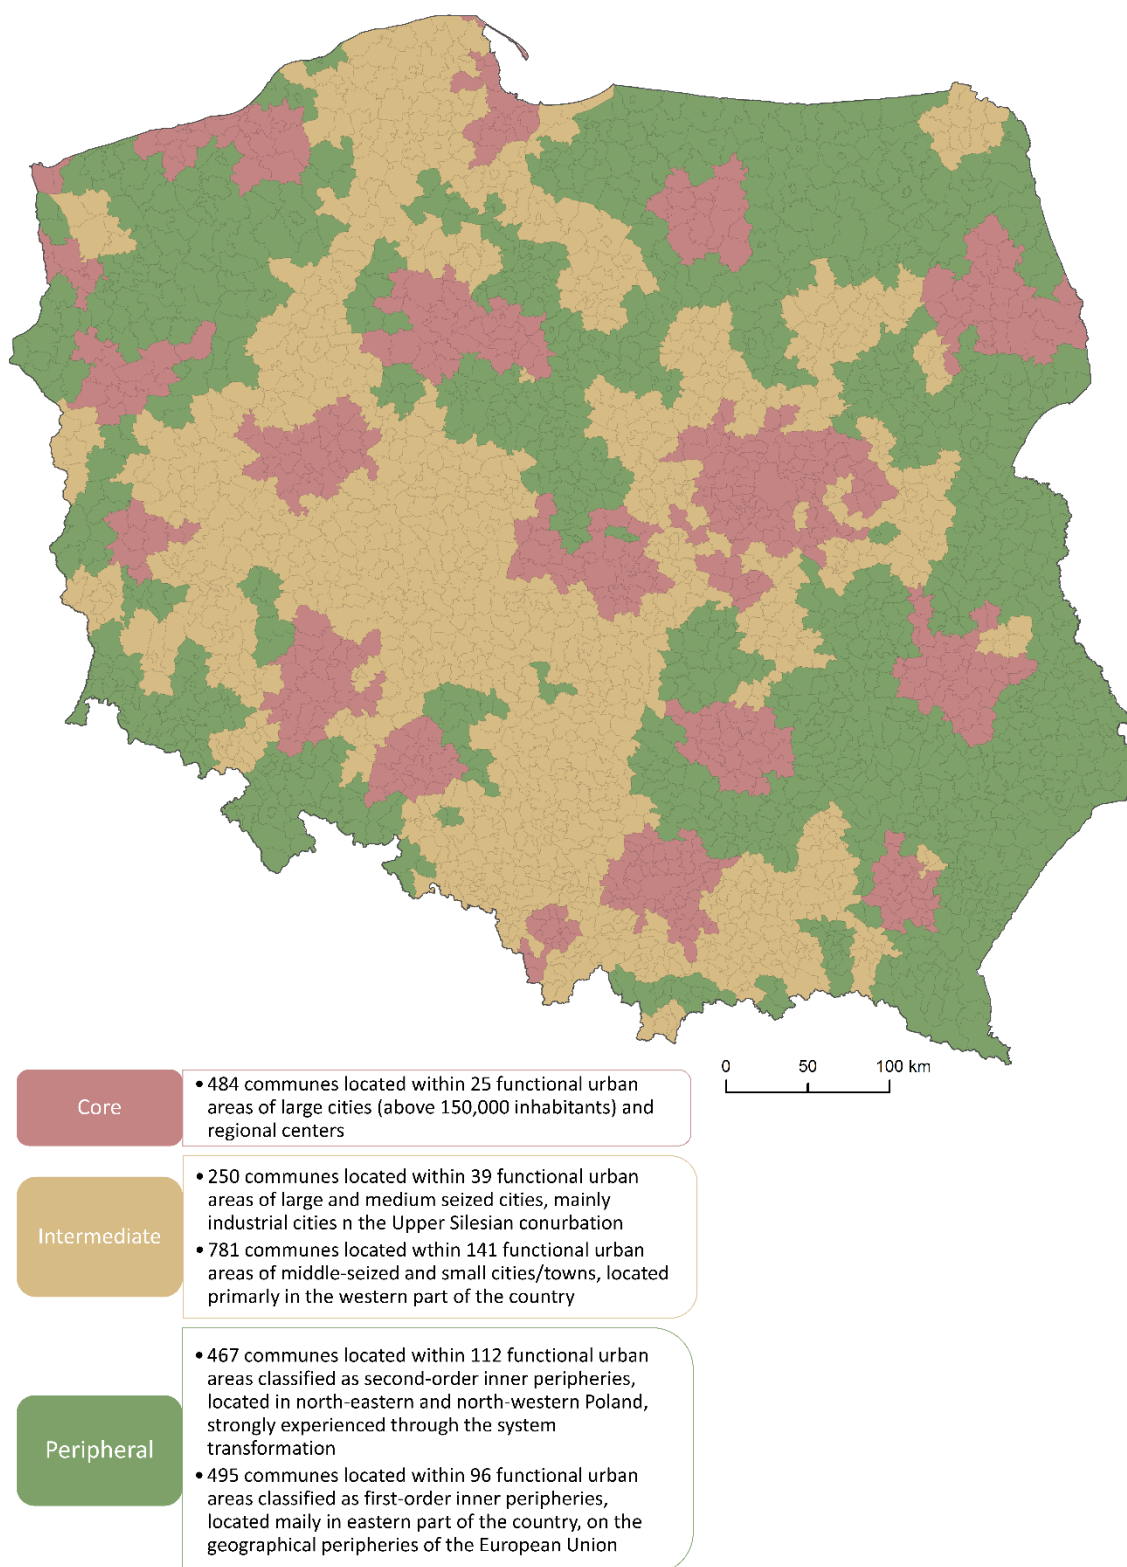 0 50 100 km
Core
• 484 communes located within 25 functional urban
areas of large cities (above 150,000 inhabitants) and
regional centers
Intermediate
• 250 communes located within 39 functional urban
areas of large and medium seized cities, mainly
industrial cities n the Upper Silesian conurbation
• 781 communes located wthin 141 functional urban
areas of middle-seized and small cities/towns, located
primarly in the western part of the country
Peripheral
• 467 communes located within 112 functional urban
areas classified as second-order inner peripheries,
located in north-eastern and north-western Poland,
strongly experienced through the system
transformation
• 495 communes located within 96 functional urban
areas classified as first-order inner peripheries,
located maily in eastern part of the country, on the
geographical peripheries of the European Union